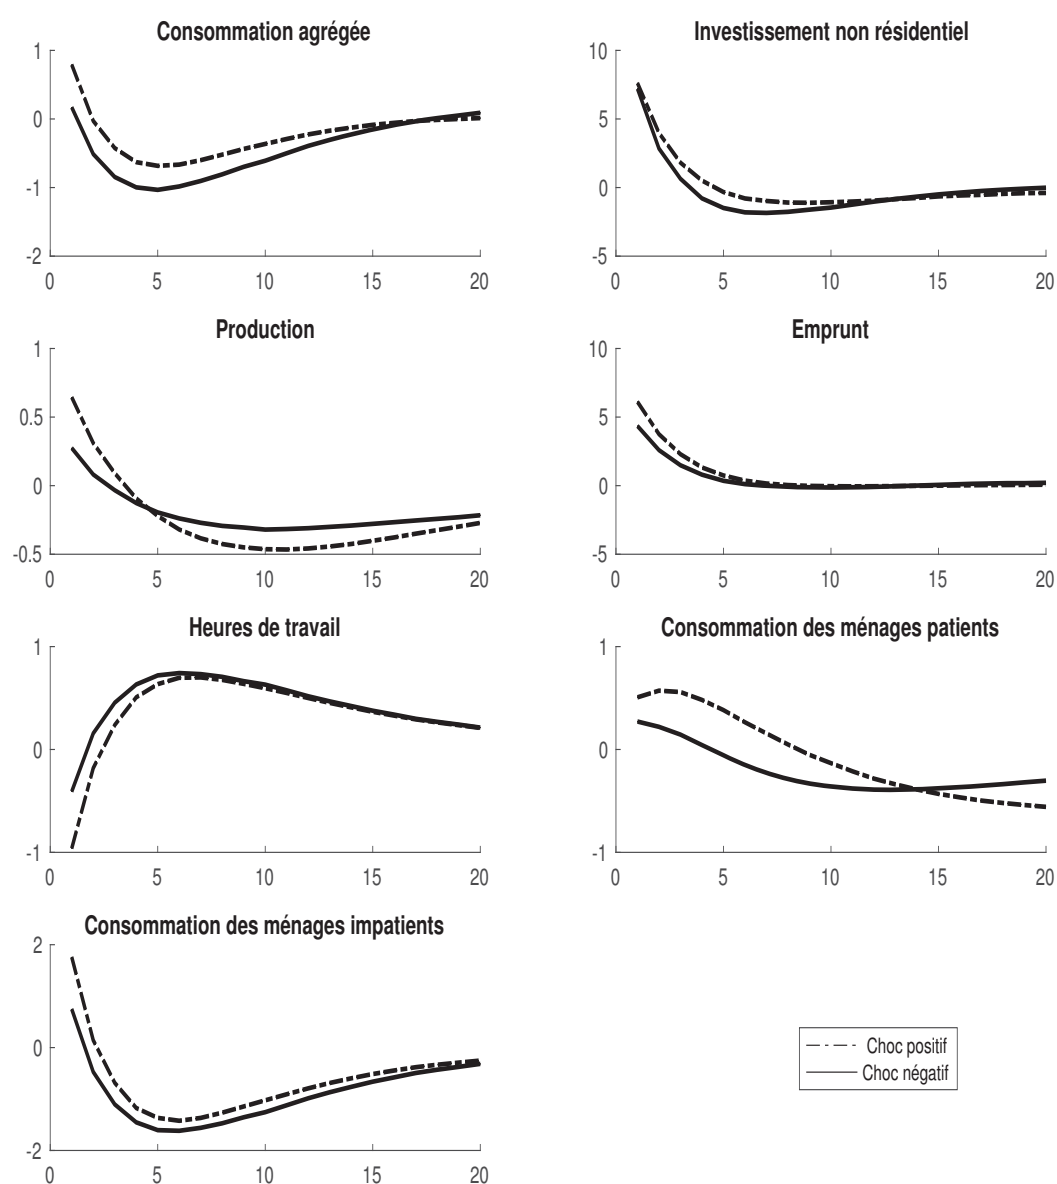 Consommation agrégée
1
0
-1
-2
0 5 10 15 20
Investissement non résidentiel
10
5
0
-5
0 5 10 15 20
Production
1
0.5
0
-0.5
0 5 10 15 20
Emprunt
10
5
0
-5
0 5 10 15 20
Heures de travail
1
0
-1
0 5 10 15 20
Consommation des ménages patients
1
0
-1
0 5 10 15 20
Consommation des ménages impatients
2
0
-2
0 5 10 15 20
Choc positif
Choc négatif